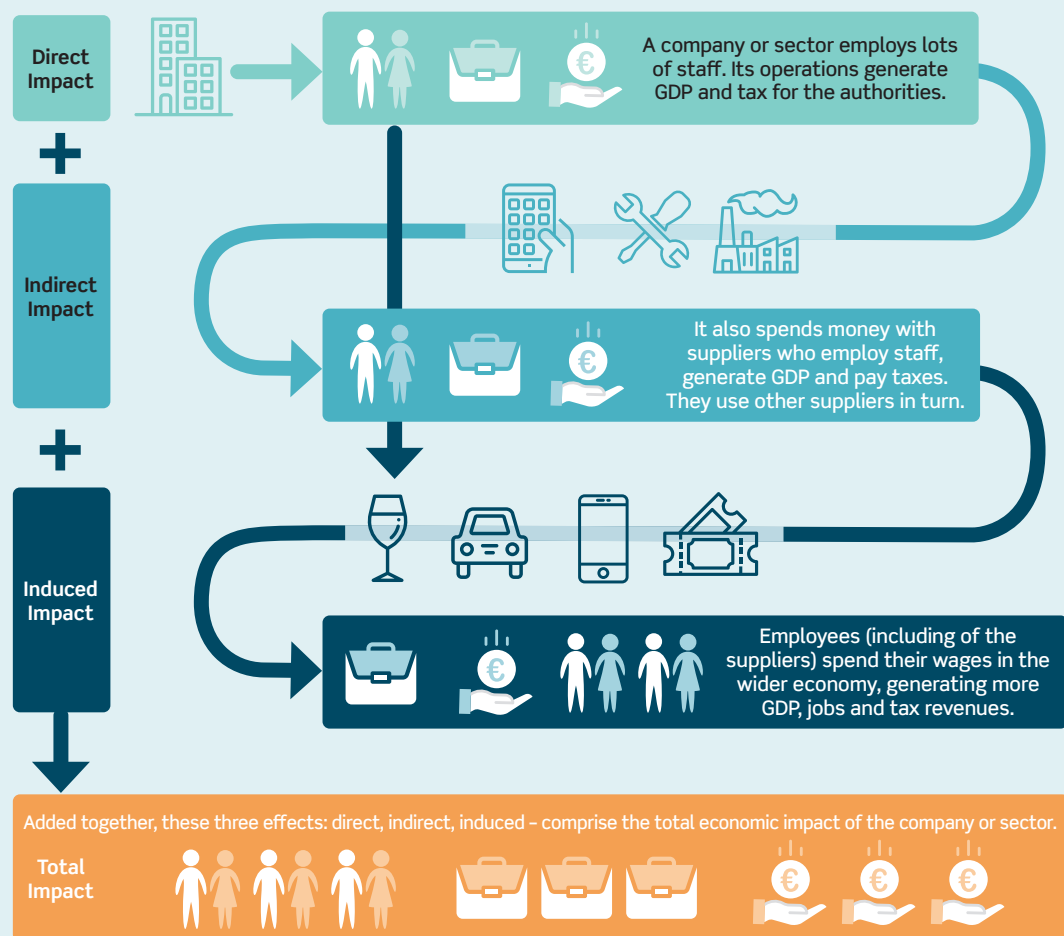 Direct
Impact
A company or sector employs lots
of staff. Its operations generate
GDP and tax for the authorities.
€
+
Indirect
Impact
It also spends money with
suppliers who employ staff,
generate GDP and pay taxes.
They use other suppliers in turn.
€
+
Induced
Impact
Employees (including of the
suppliers) spend their wages in the
wider economy, generating more
GDP, jobs and tax revenues.
€
Added together, these three effects: direct, indirect, induced – comprise the total economic impact of the company or sector.
Total
Impact
€ € €